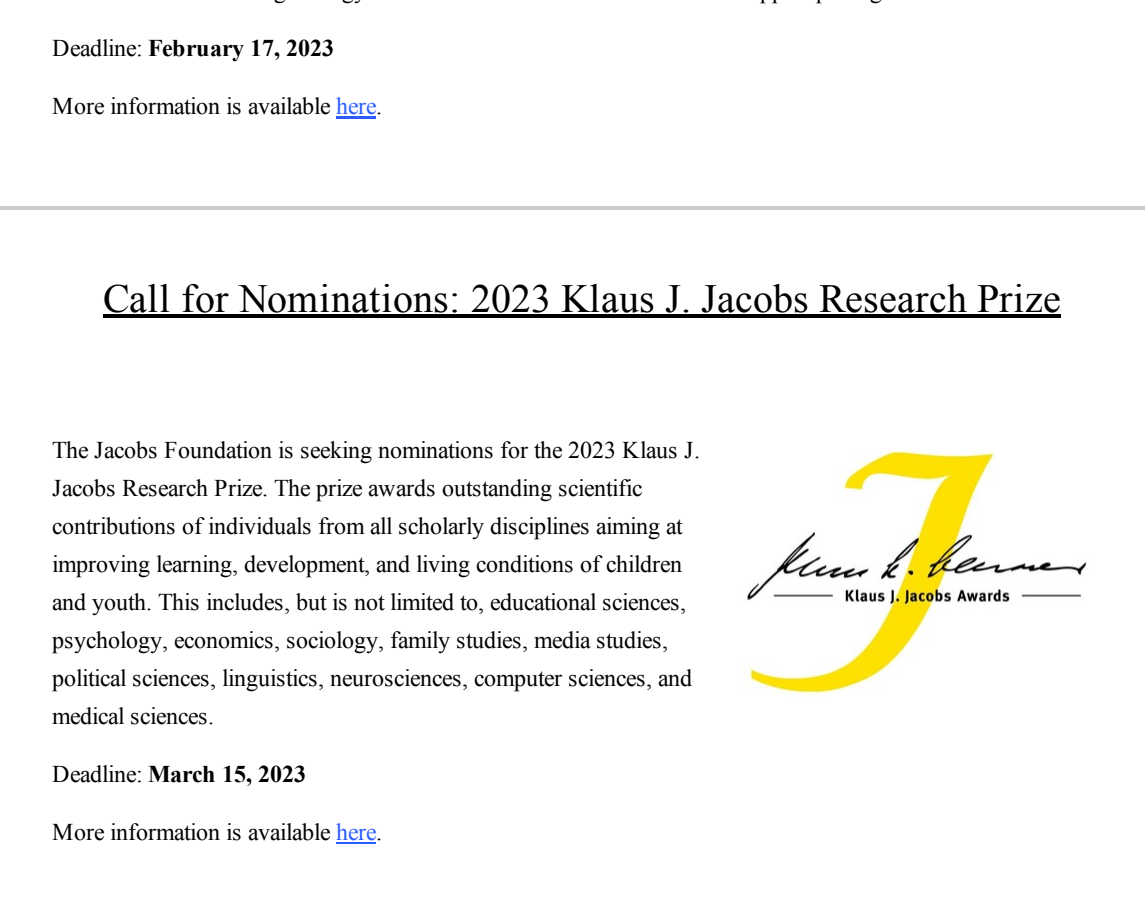 Deadline: February 17, 2023
More information is available here.
Call for Nominations: 2023 Klaus J. Jacobs Research Prize
The Jacobs Foundation is seeking nominations for the 2023 Klaus J.
Jacobs Research Prize. The prize awards outstanding scientific
contributions of individuals from all scholarly disciplines aiming at
improving learning, development, and living conditions of children
and youth. This includes, but is not limited to, educational sciences,
psychology, economics, sociology, family studies, media studies,
political sciences, linguistics, neurosciences, computer sciences, and
medical sciences.
J
Klaus J. Jacobs Awards
Deadline: March 15, 2023
More information is available here.